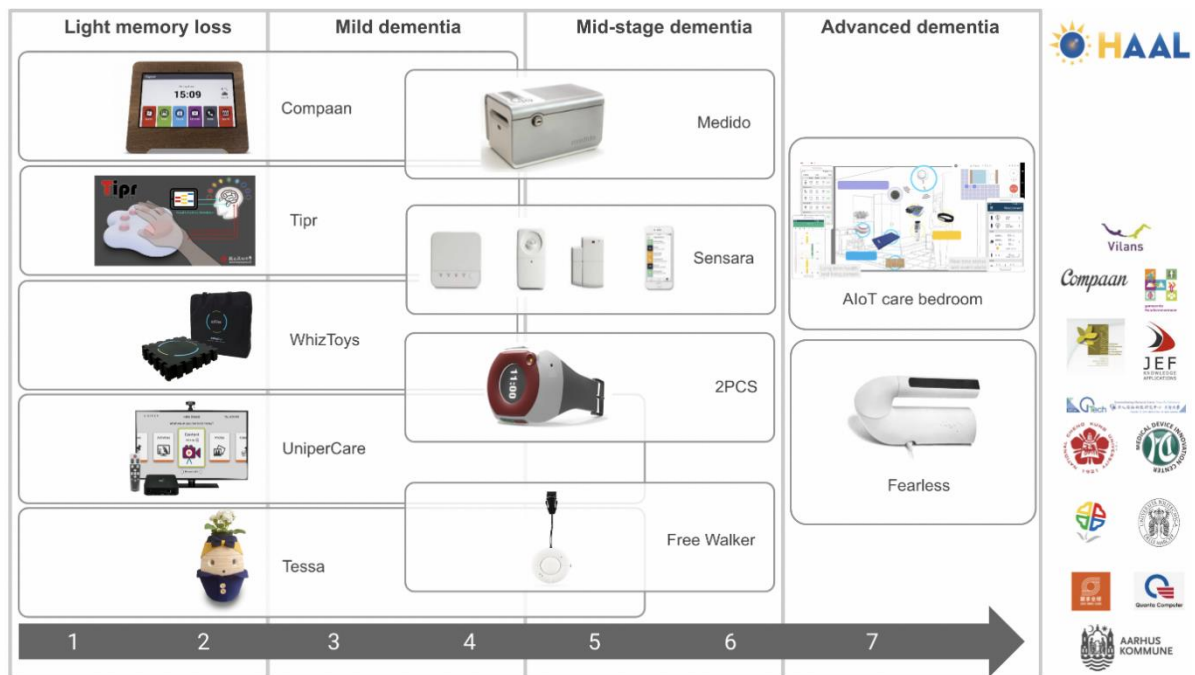 Light memory loss
Mild dementia
Mid-stage dementia
Advanced dementia
HAAL
15:09
Compaan
Medido
Tipr
Tipr
Sensara
AIoT care bedroom
WhizToys
11:00
2PCS
UniperCare
Fearless
Tessa
Free Walker
1 2 3 4 5 6 7
Vilans
Compaan
JEF
KNOWLEDGE
APPLICATIONS
MEDICAL DEVICE INNOVATION CENTER
Quanta Computer
AARHUS
KOMMUNE